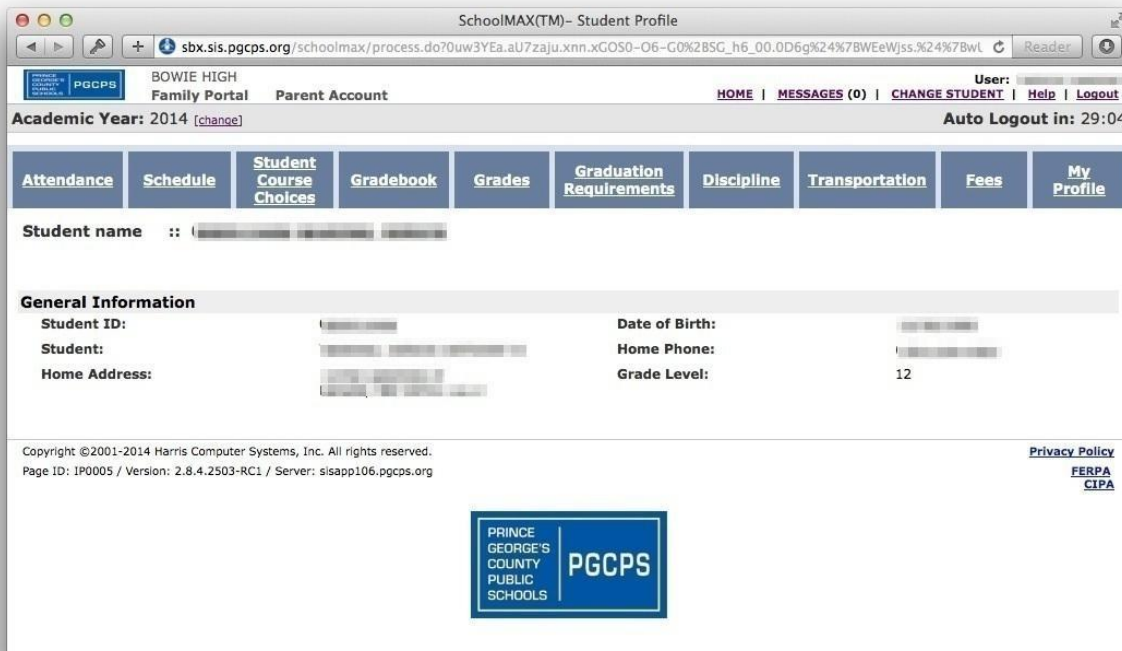 SchoolMAX(TM)- Student Profile
sbx.sis.pgcps.org/schoolmax/process.do?0uw3YEa.aU7zaju.xnn.xGOS0-O6-G0%2BSG_h6_00.0D6g%24%7BWEeWjss.%24%7BwU Reader
PRINCE GEORGE'S COUNTY PUBLIC SCHOOLS PGCPS
BOWIE HIGH
User:
Family Portal Parent Account
HOME | MESSAGES (0) | CHANGE STUDENT | Help | Logout
Academic Year: 2014 [change] Auto Logout in: 29:04
Attendance Schedule Student Course Choices Gradebook Grades Graduation Requirements Discipline Transportation Fees My Profile
Student name ::
General Information
Student ID: Date of Birth:
Student: Home Phone:
Home Address: Grade Level: 12
Copyright ©2001-2014 Harris Computer Systems, Inc. All rights reserved. Privacy Policy
Page ID: IP0005 / Version: 2.8.4.2503-RC1 / Server: sisapp106.pgcps.org FERPA
CIPA
PRINCE
GEORGE'S
COUNTY
PUBLIC
SCHOOLS
PGCPS